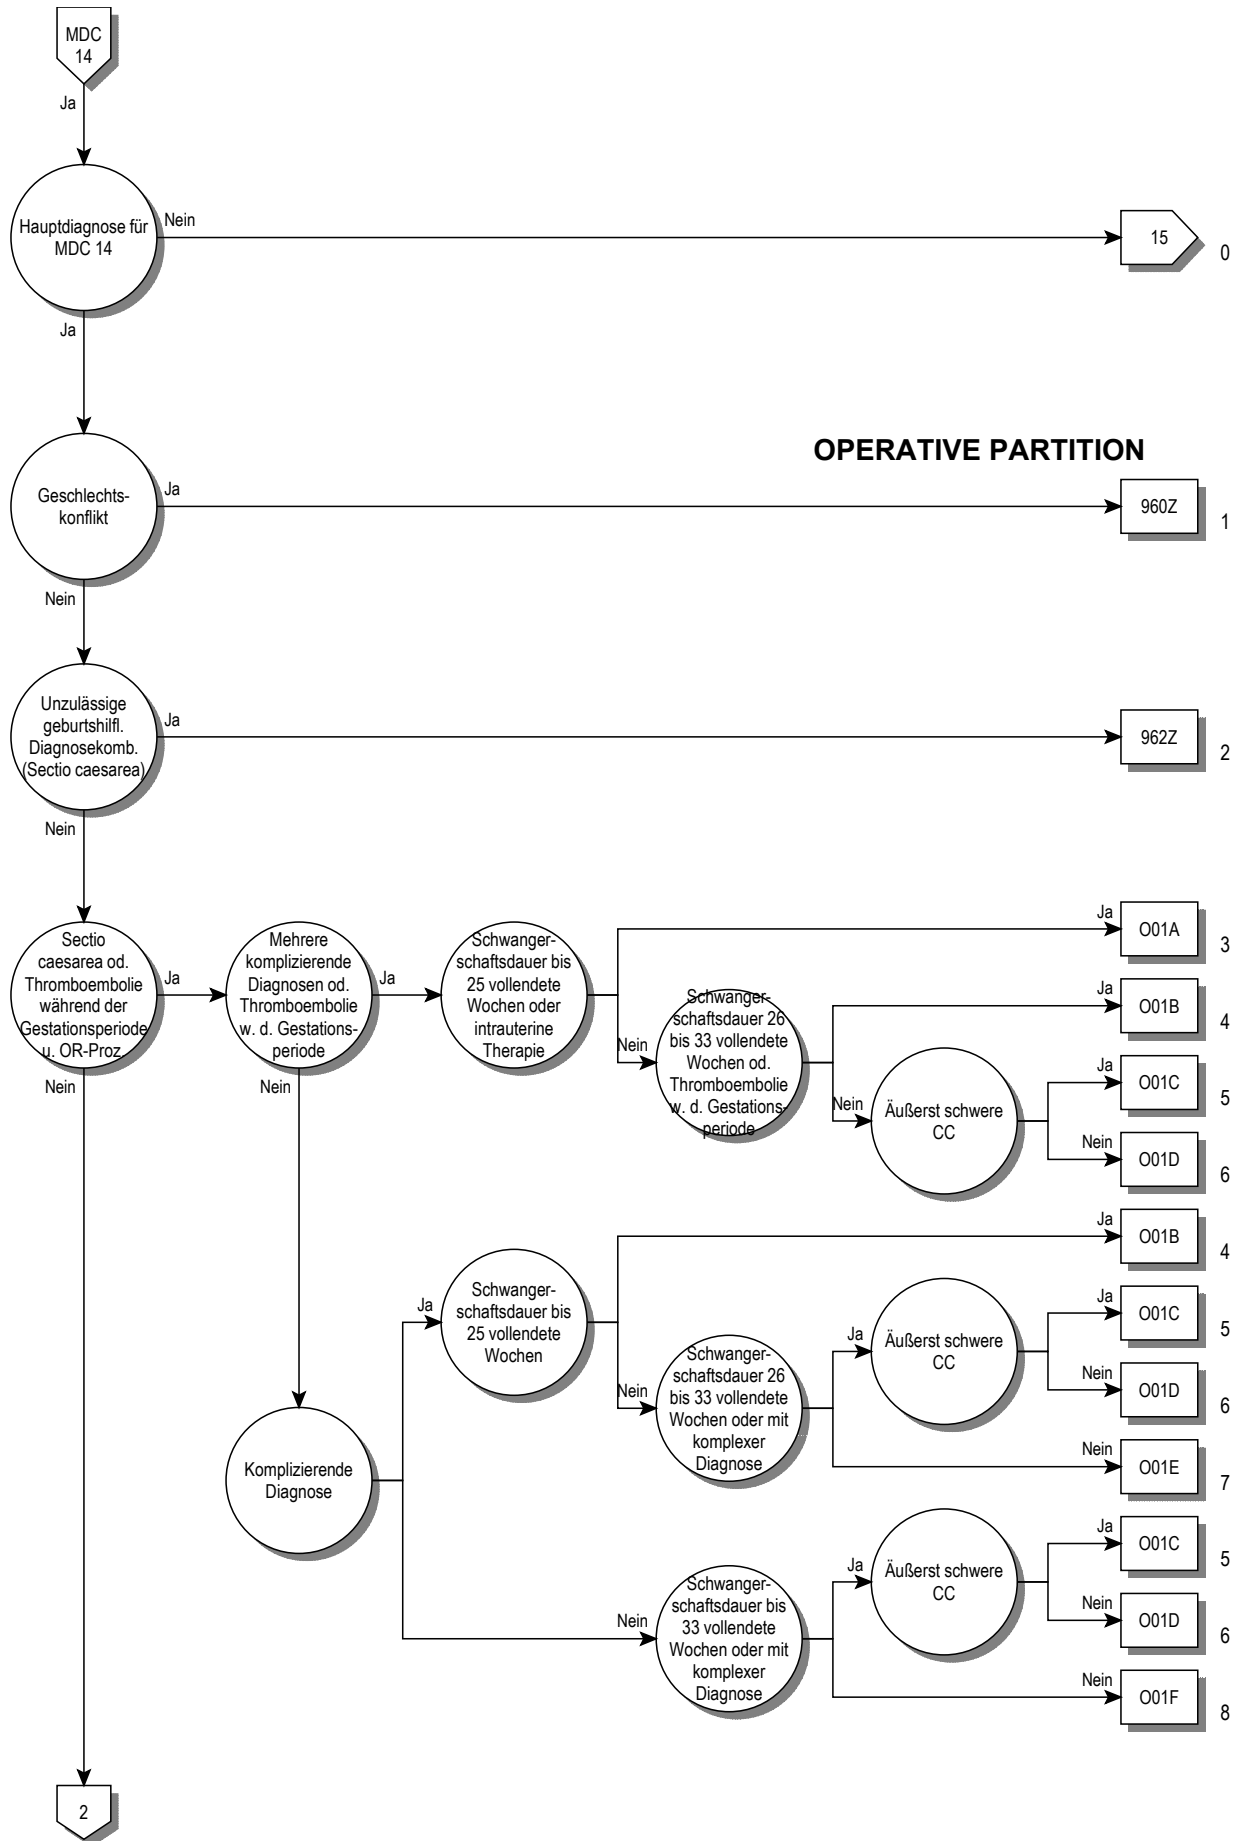 MDC
14
Ja
Hauptdiagnose für
MDC 14
Nein
15
0
Ja
OPERATIVE PARTITION
Geschlechts-
konflikt
Ja
960Z
1
Nein
Unzulässige
geburtshilfl.
Diagnosekomb.
(Sectio caesarea)
Ja
962Z
2
Nein
Sectio
caesarea od.
Thromboembolie
während der
Gestationsperiode
u. OR-Proz.
Ja
Mehrere
komplizierende
Diagnosen od.
Thromboembolie
w. d. Gestations-
periode
Ja
Schwanger-
schaftsdauer bis
25 vollendete
Wochen oder
intrauterine
Therapie
Ja
O01A
3
Nein
Schwanger-
schaftsdauer 26
bis 33 vollendete
Wochen od.
Thromboembolie
w. d. Gestations-
periode
Ja
O01B
4
Nein
Äußerst schwere
CC
Ja
O01C
5
Nein
O01D
6
Nein
Nein
Komplizierende
Diagnose
Ja
Schwanger-
schaftsdauer bis
25 vollendete
Wochen
Ja
O01B
4
Nein
Schwanger-
schaftsdauer 26
bis 33 vollendete
Wochen oder mit
komplexer
Diagnose
Ja
Äußerst schwere
CC
Ja
O01C
5
Nein
O01D
6
Nein
O01E
7
Nein
Schwanger-
schaftsdauer bis
33 vollendete
Wochen oder mit
komplexer
Diagnose
Ja
Äußerst schwere
CC
Ja
O01C
5
Nein
O01D
6
Nein
O01F
8
2